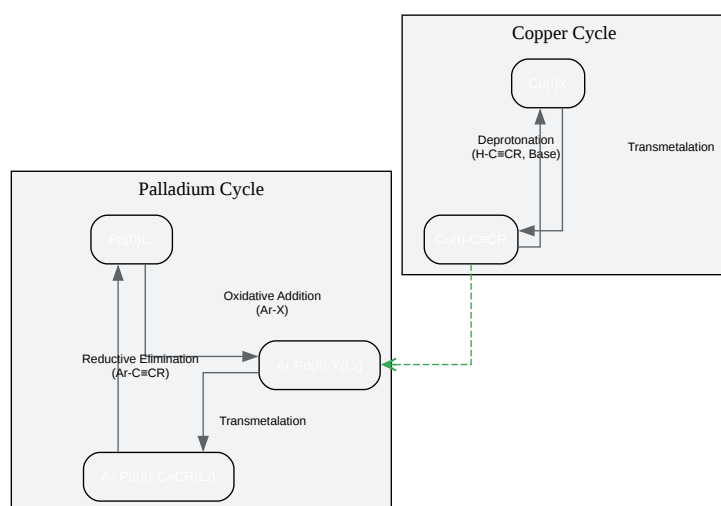 Copper Cycle
Cu(I)X
Deprotonation
(H-C≡CR, Base)
Transmetalation
Cu(I)-C≡CR
Palladium Cycle
Pd(0)L₂
Oxidative Addition
(Ar-X)
Reductive Elimination
(Ar-C≡CR)
Ar-Pd(II)-X(L₂)
Transmetalation
Ar-Pd(II)-C≡CR(L₂)